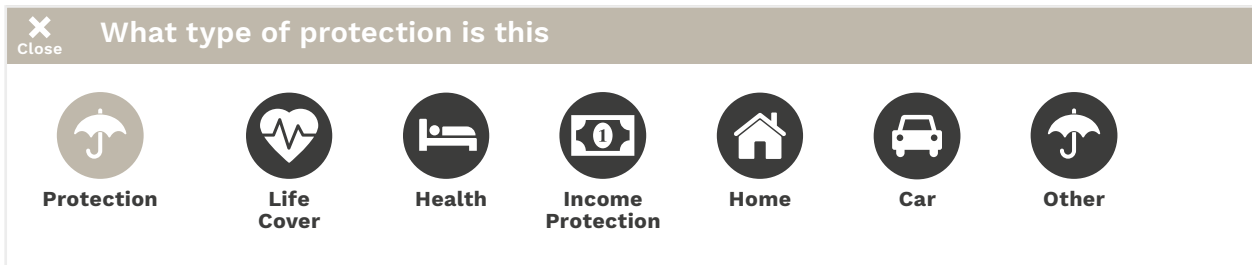 What type of protection is this
Close
Protection
Life
Cover
Health
1
Income
Protection
Home
Car
Other